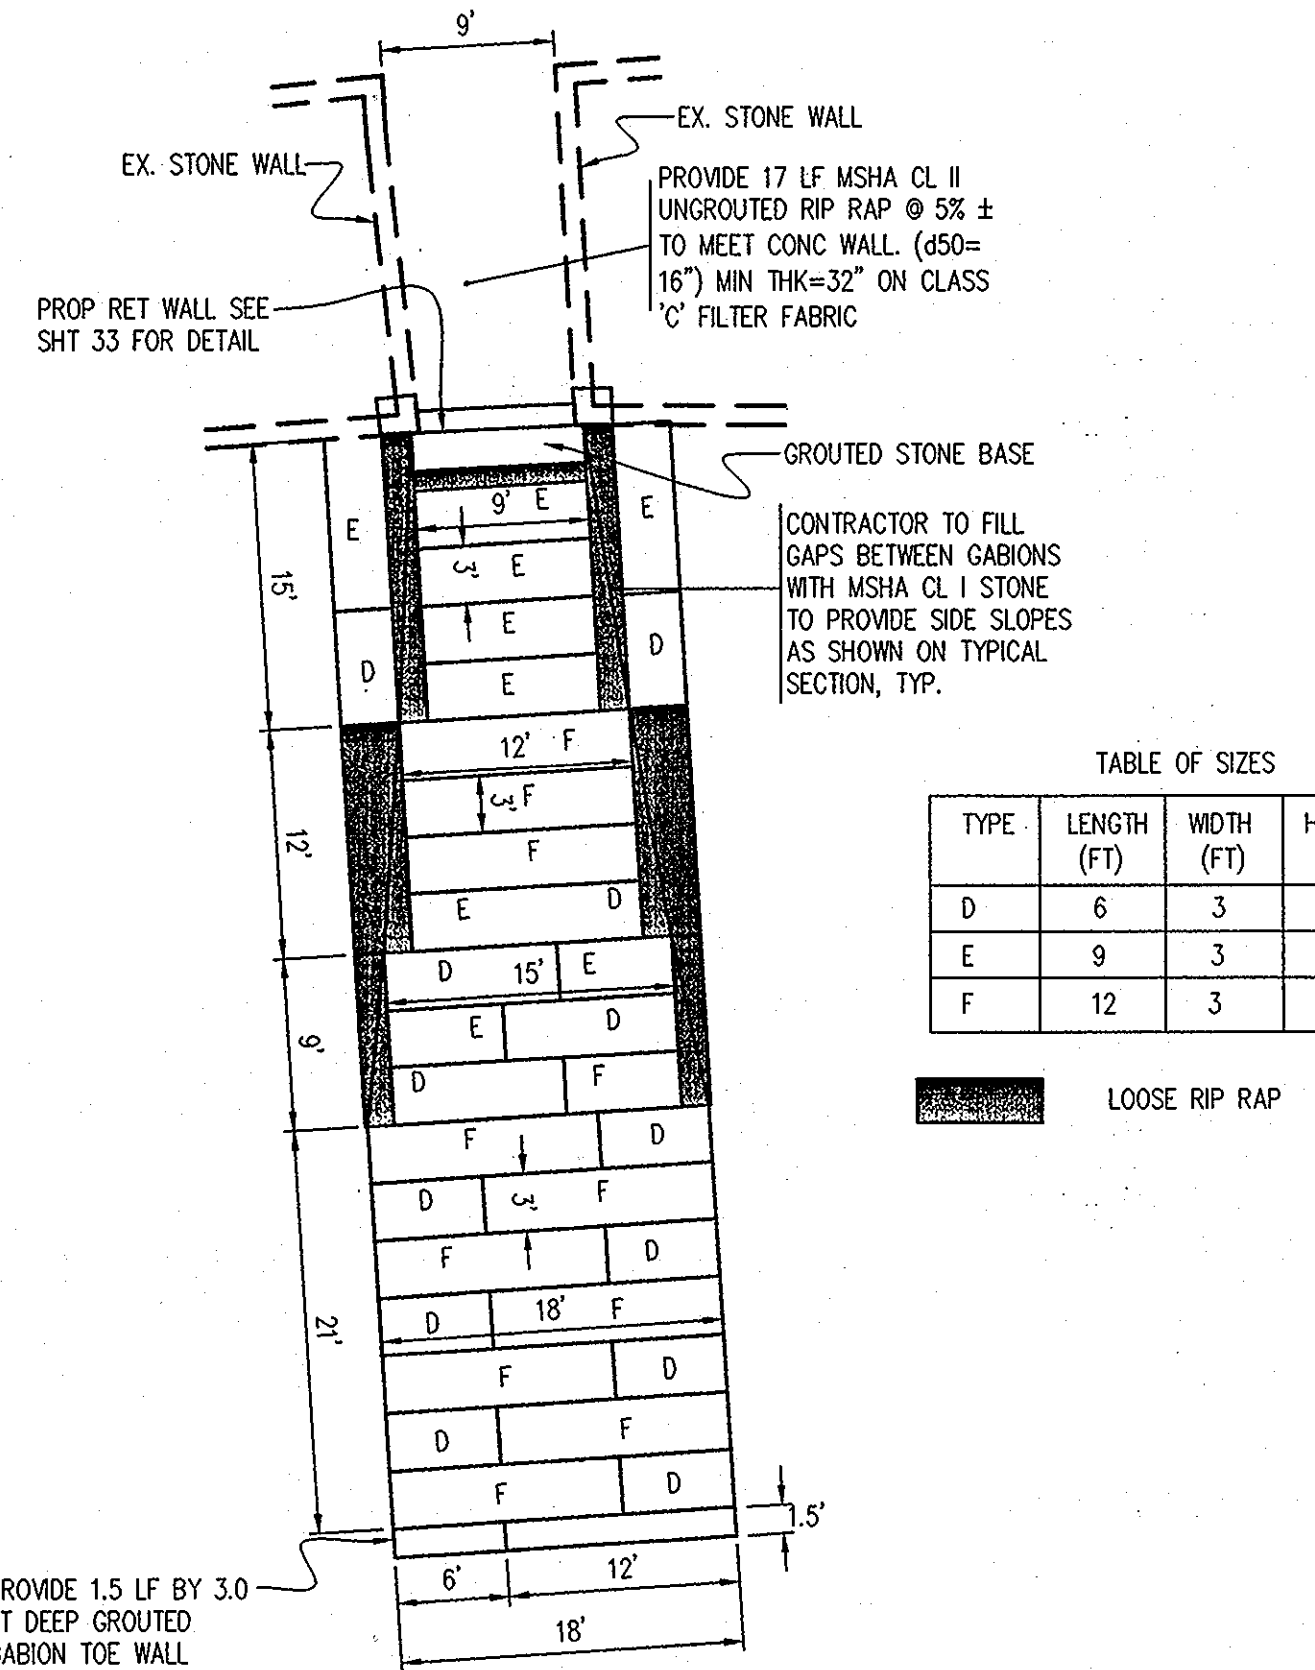 9'
EX. STONE WALL
EX. STONE WALL
PROVIDE 17 LF MSHA CL II
UNGROUTED RIP RAP @ 5% ±
TO MEET CONC WALL. (d50=
16") MIN THK=32" ON CLASS
'C' FILTER FABRIC
PROP RET WALL SEE
SHT 33 FOR DETAIL
GROUTED STONE BASE
CONTRACTOR TO FILL
GAPS BETWEEN GABIONS
WITH MSHA CL I STONE
TO PROVIDE SIDE SLOPES
AS SHOWN ON TYPICAL
SECTION, TYP.
E
9' E
E
3' E
15'
E
D
D
E
12' F
3' F
12'
F
E D
D 15' E
9'
E D
D F
F D
D 3' F
F D
21'
D 18' F
F D
D F
F D
1.5'
6' 12'
18'
ROVIDE 1.5 LF BY 3.0
T DEEP GROUTED
ABION TOE WALL
TABLE OF SIZES
TYPE LENGTH (FT) WIDTH (FT)
D 6 3
E 9 3
F 12 3
LOOSE RIP RAP